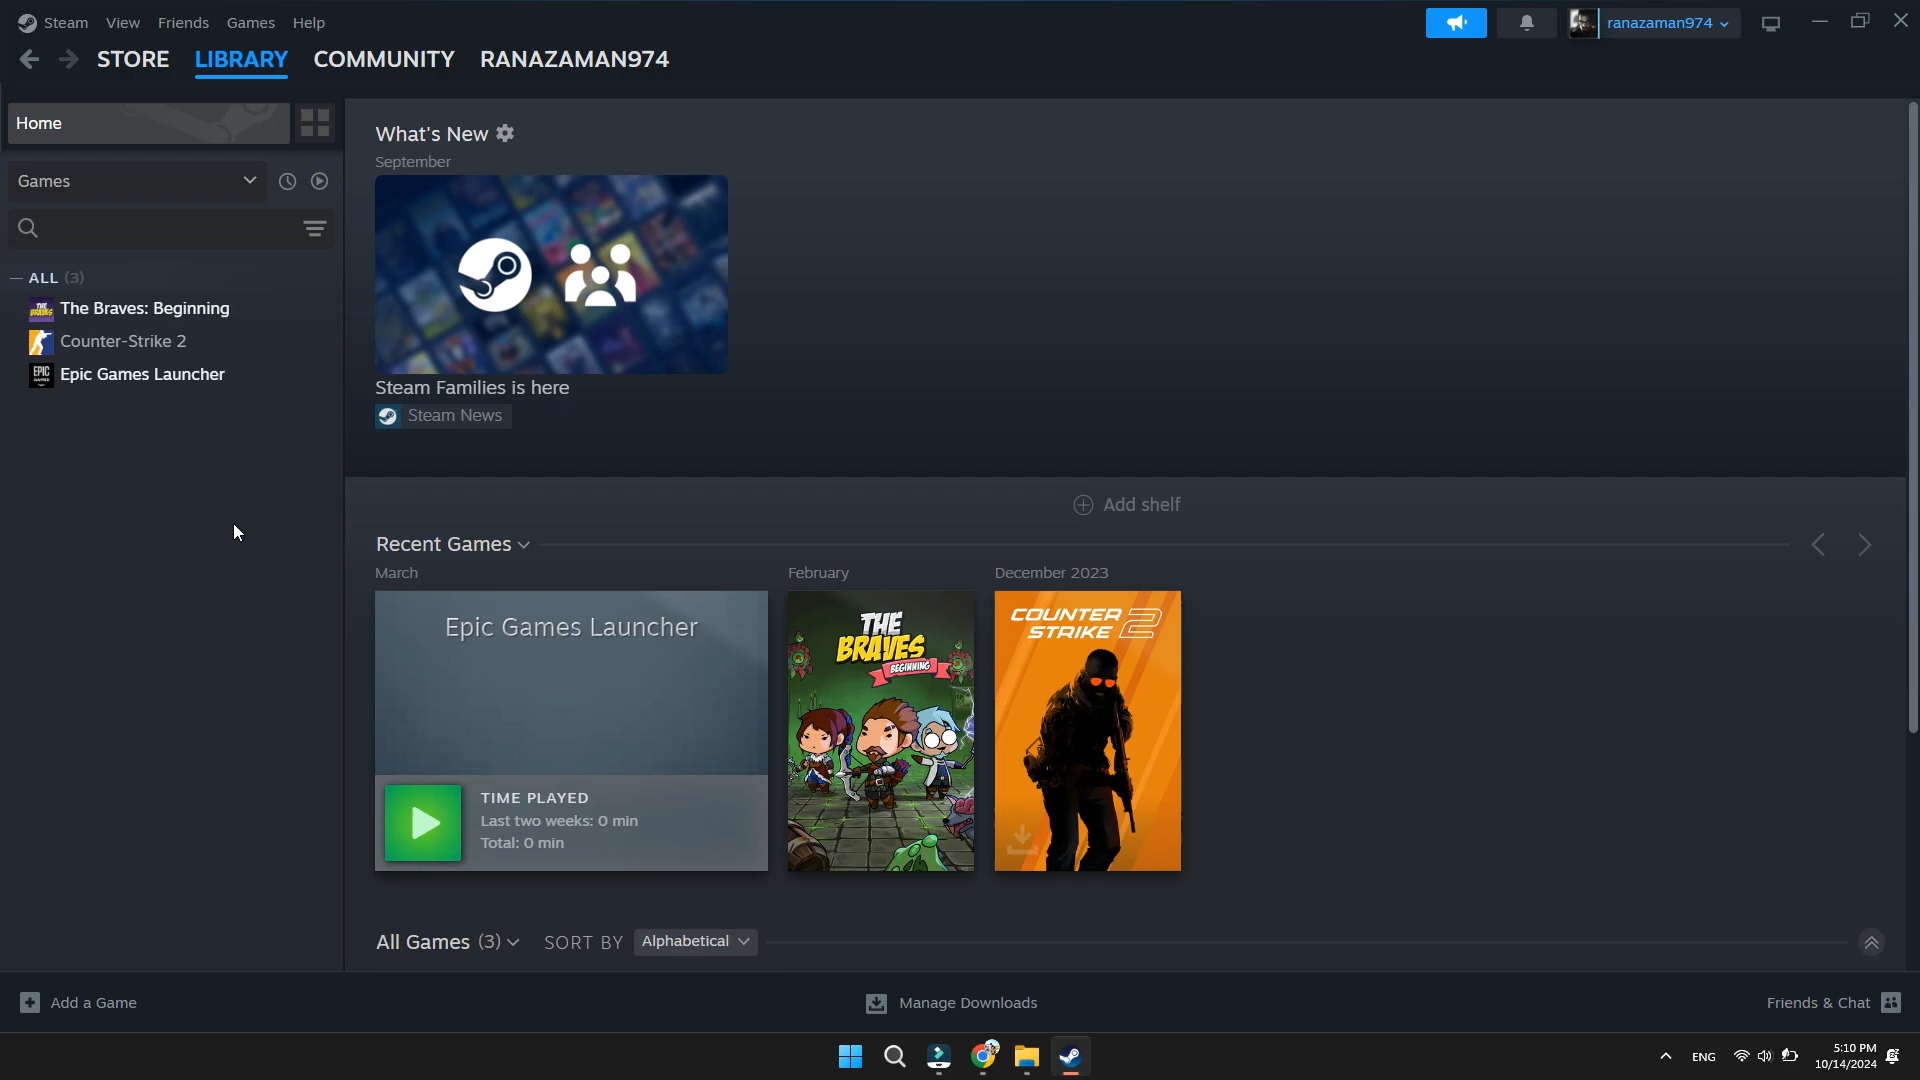 Steam View Friends Games Help
ranazaman974
STORE LIBRARY COMMUNITY RANAZAMAN974
Home
Games
— ALL (3)
The Braves: Beginning
Counter-Strike 2
EPIC GAMES Epic Games Launcher
What's New
September
Steam Families is here
Steam News
Add shelf
Recent Games
March
February
December 2023
Epic Games Launcher
TIME PLAYED
Last two weeks: 0 min
Total: 0 min
THE
BRAVES
BEGINNING
COUNTER
STRIKE 2
All Games (3) SORT BY Alphabetical
Add a Game
Manage Downloads
Friends & Chat
ENG
5:10 PM
10/14/2024